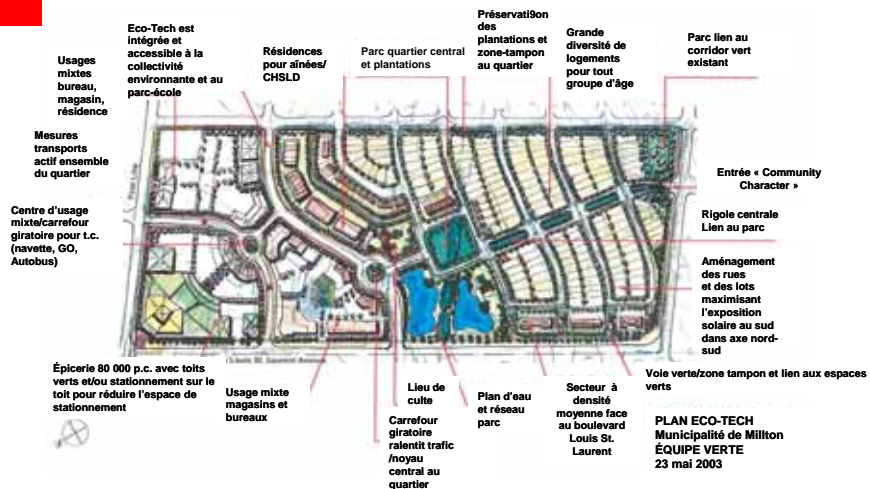 Préservati9on
des
plantations et
zone-tampon
au quartier
Eco-Tech est
intégrée et
accessible à la
collectivité
environnante et au
parc-école
Grande
diversité de
logements
pour tout
groupe d'âge
Parc lien au
corridor vert
existant
Résidences
pour aînées/
CHSLD
Parc quartier central
et plantations
Usages
mixtes
bureau,
magasin,
résidence
Mesures
transports
actif ensemble
du quartier
Entrée « Community
Character »
Centre d'usage
mixte/carrefour
giratoire pour t.c.
(navette, GO,
Autobus)
Rigole centrale
Lien au parc
Aménagement
des rues
et des lots
maximisant
l'exposition
solaire au sud
dans axe nord-
sud
First Line
Louis St. Laurent Avenue
Épicerie 80 000 p.c. avec toits
verts et/ou stationnement sur le
toit pour réduire l'espace de
stationnement
Usage mixte
magasins et
bureaux
Lieu de
culte
Carrefour
giratoire
ralentit trafic
/noyau
central au
quartier
Plan d'eau
et réseau
parc
Secteur à
densité
moyenne face
au boulevard
Louis St.
Laurent
Voie verte/zone tampon et lien aux espaces
verts
PLAN ECO-TECH
Municipalité de Millton
ÉQUIPE VERTE
23 mai 2003